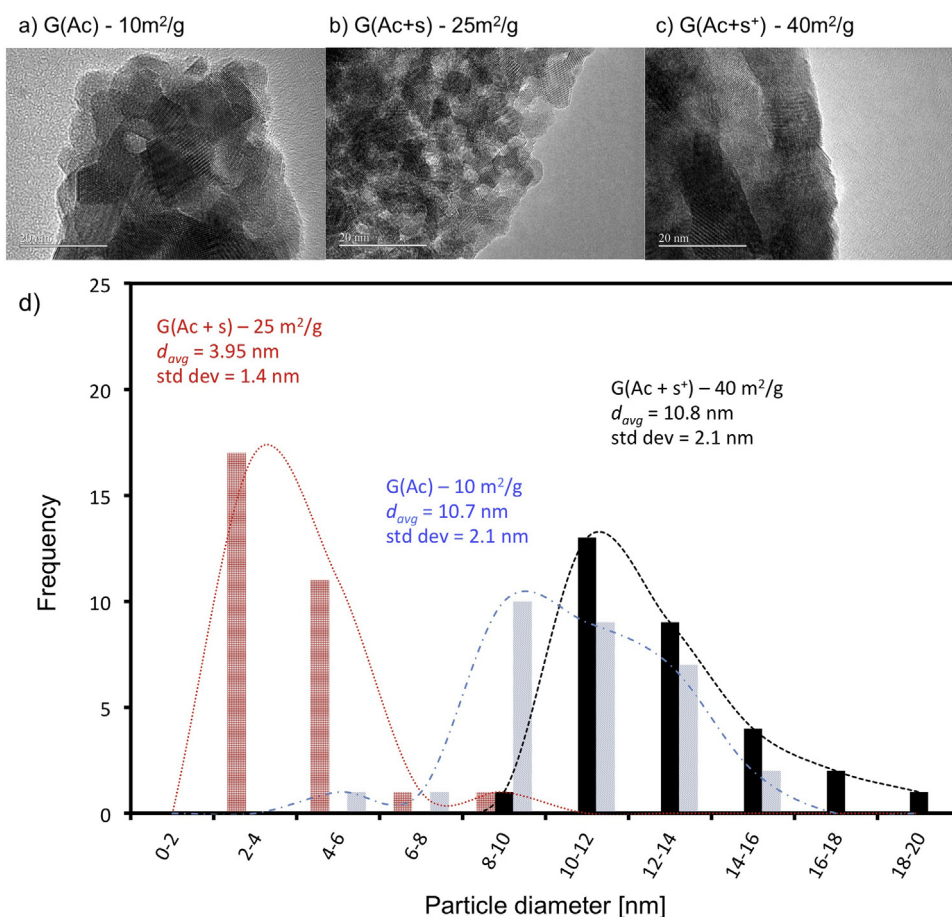 a) G(Ac) - 10m²/g
b) G(Ac+s) - 25m²/g
c) G(Ac+s⁺) - 40m²/g
20 nm
20 nm
20 nm
d)
G(Ac + s) – 25 m²/g
d_avg = 3.95 nm
std dev = 1.4 nm
G(Ac + s⁺) – 40 m²/g
d_avg = 10.8 nm
std dev = 2.1 nm
G(Ac) – 10 m²/g
d_avg = 10.7 nm
std dev = 2.1 nm
Frequency
25
20
15
10
5
0
0-2
2-4
4-6
6-8
8-10
10-12
12-14
14-16
16-18
18-20
Particle diameter [nm]